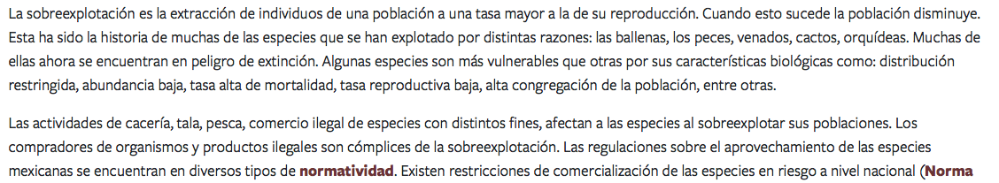 La sobreexplotación es la extracción de individuos de una población a una tasa mayor a la de su reproducción. Cuando esto sucede la población disminuye.
Esta ha sido la historia de muchas de las especies que se han explotado por distintas razones: las ballenas, los peces, venados, cactos, orquídeas. Muchas de
ellas ahora se encuentran en peligro de extinción. Algunas especies son más vulnerables que otras por sus características biológicas como: distribución
restringida, abundancia baja, tasa alta de mortalidad, tasa reproductiva baja, alta congregación de la población, entre otras.
Las actividades de cacería, tala, pesca, comercio ilegal de especies con distintos fines, afectan a las especies al sobreexplotar sus poblaciones. Los
compradores de organismos y productos ilegales son cómplices de la sobreexplotación. Las regulaciones sobre el aprovechamiento de las especies
mexicanas se encuentran en diversos tipos de normatividad. Existen restricciones de comercialización de las especies en riesgo a nivel nacional (Norma